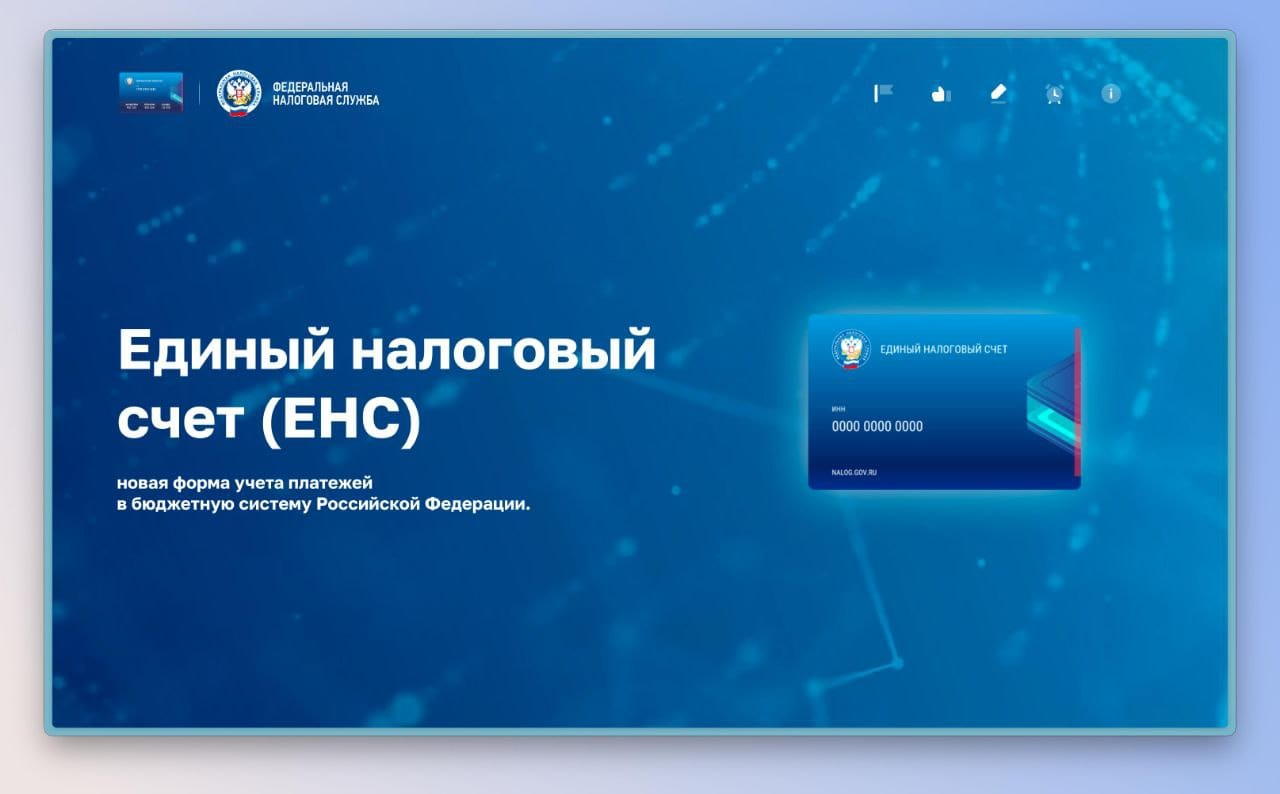 ФЕДЕРАЛЬНАЯ
НАЛОГОВАЯ СЛУЖБА
Единый налоговый
счет (ЕНС)
новая форма учета платежей
в бюджетную систему Российской Федерации.
ЕДИНЫЙ НАЛОГОВЫЙ СЧЕТ
ИНН
0000 0000 0000
NALOG.GOV.RU